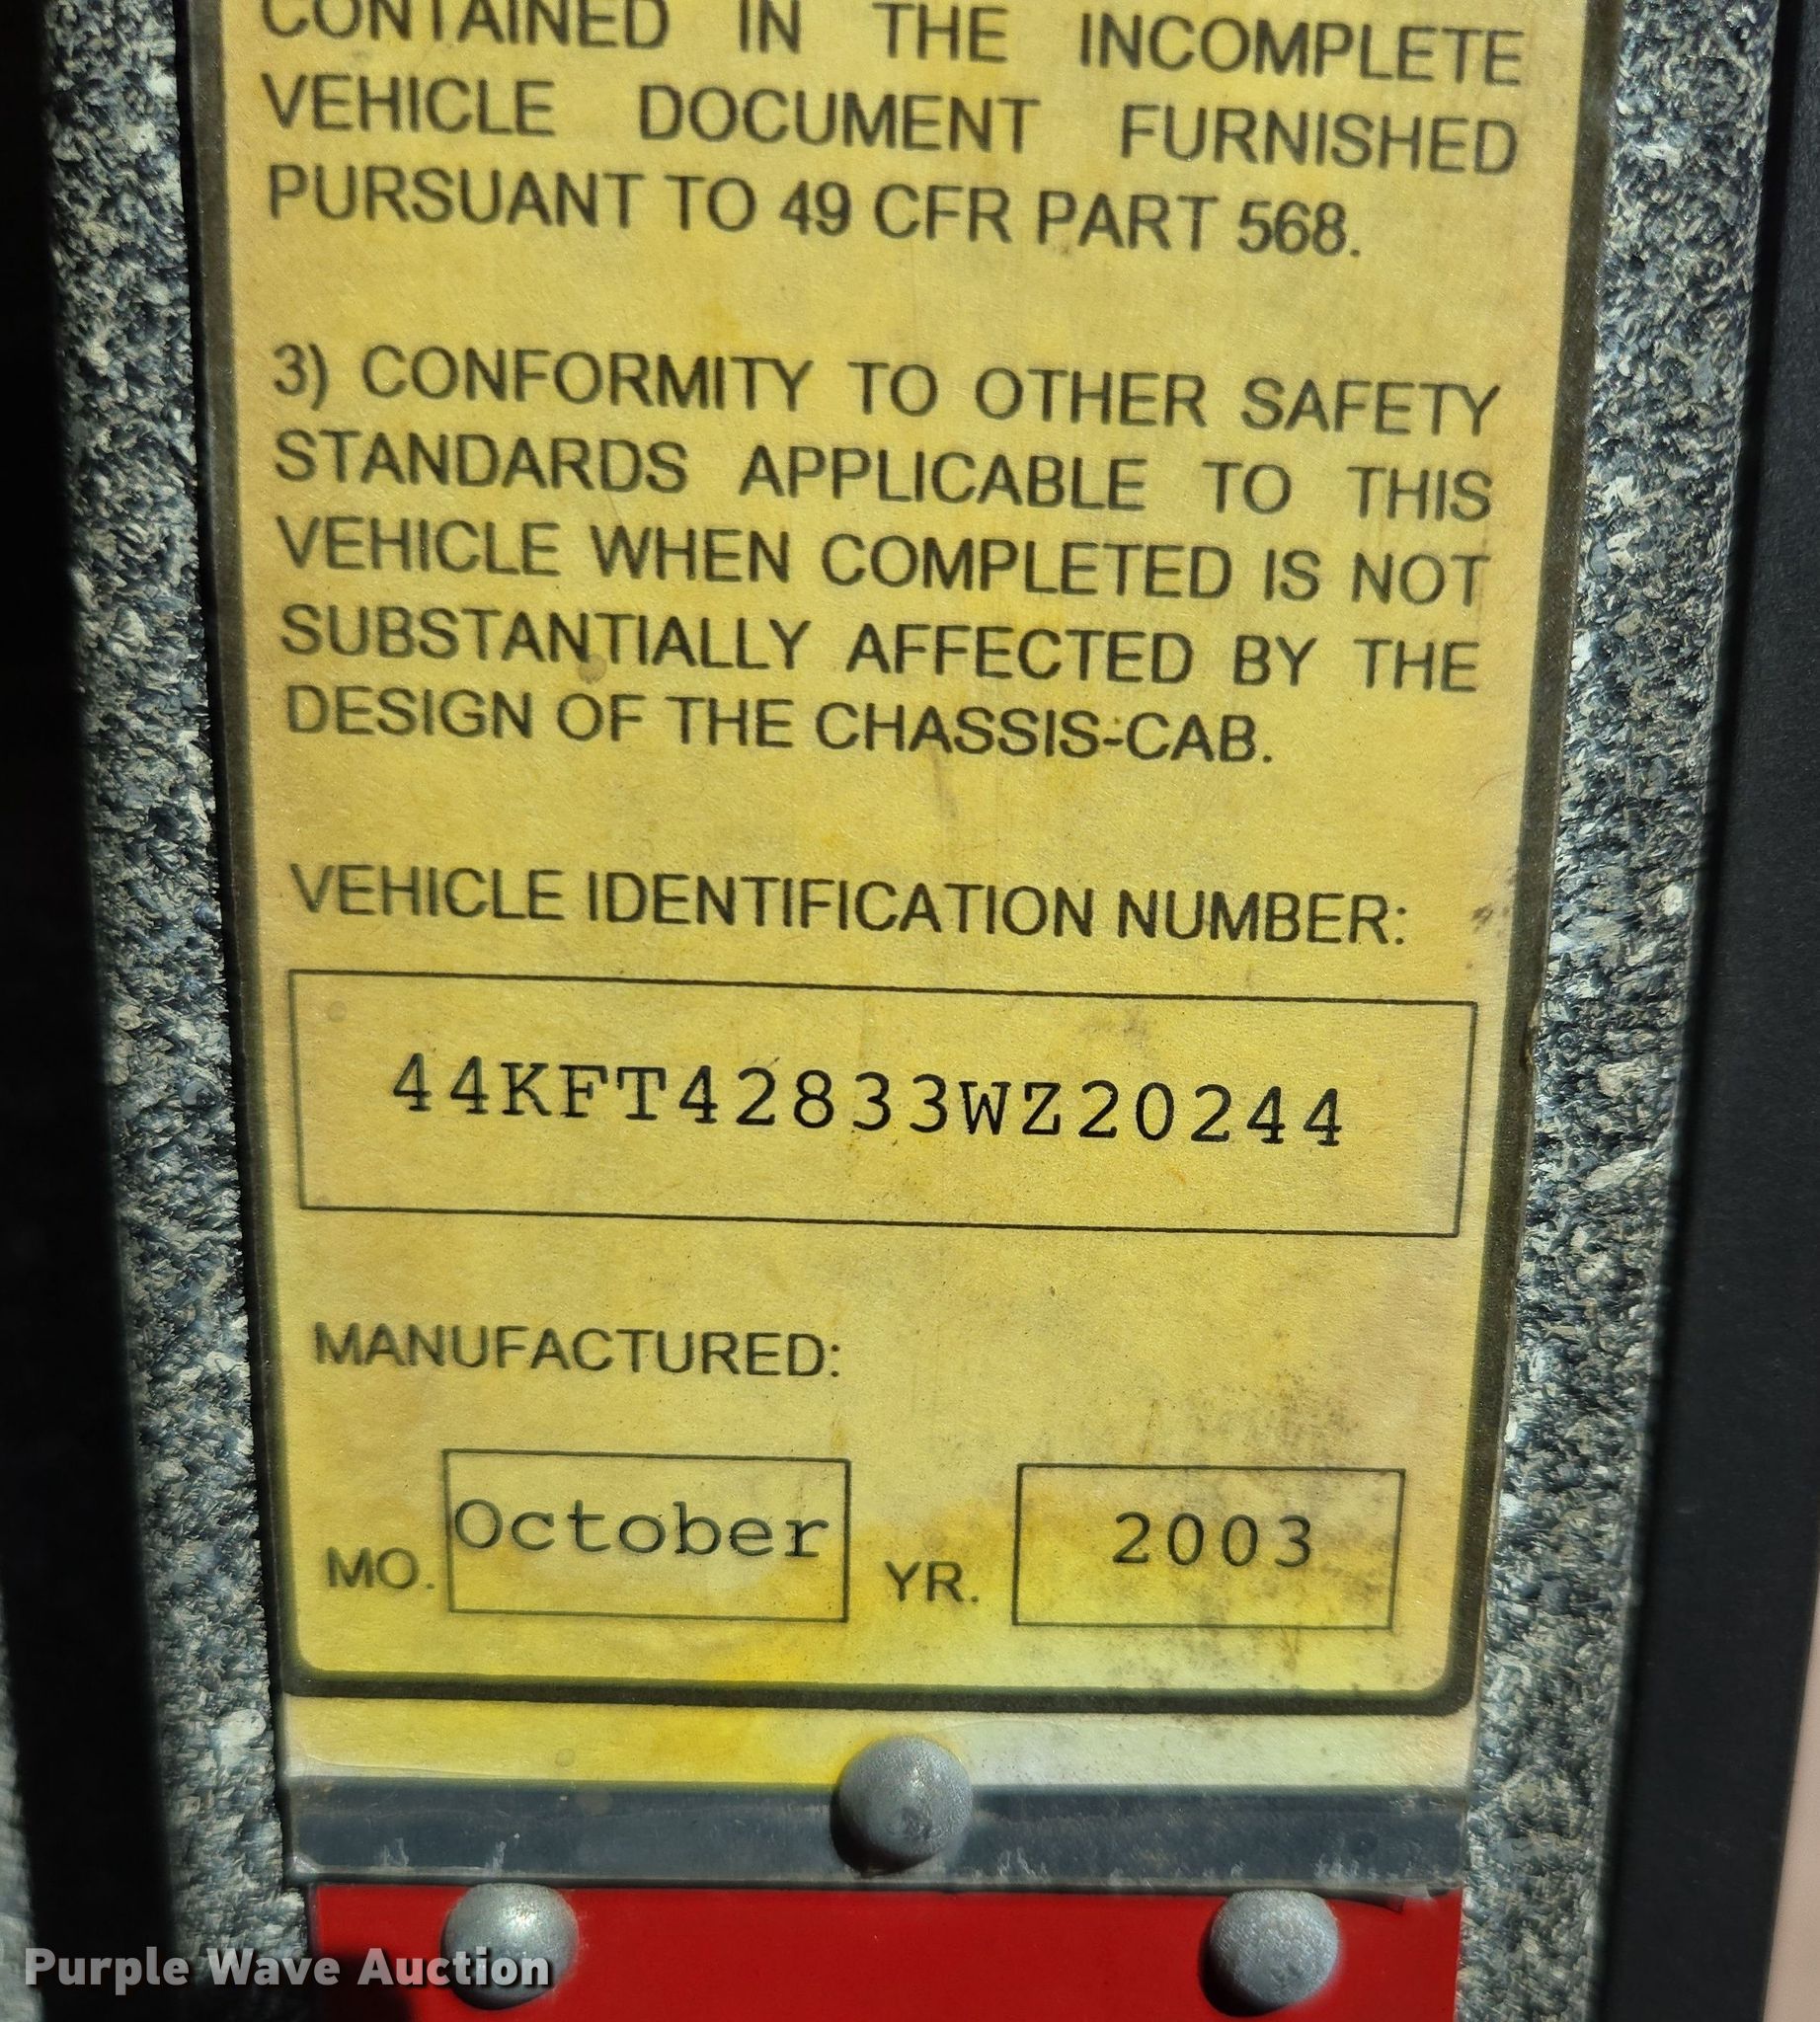 CONTAINED IN THE INCOMPLETE
VEHICLE DOCUMENT FURNISHED
PURSUANT TO 49 CFR PART 568.
3) CONFORMITY TO OTHER SAFETY
STANDARDS APPLICABLE TO THIS
VEHICLE WHEN COMPLETED IS NOT
SUBSTANTIALLY AFFECTED BY THE
DESIGN OF THE CHASSIS-CAB.
VEHICLE IDENTIFICATION NUMBER:
44KFT42833WZ20244
MANUFACTURED:
MO. October YR. 2003
Purple Wave Auction